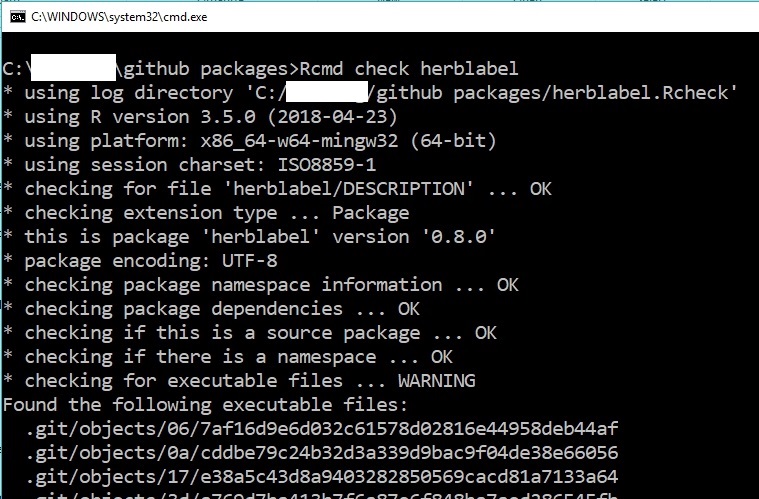 C:\WINDOWS\system32\cmd.exe
C:\ \github packages>Rcmd check herblabel
* using log directory 'C:/ /github packages/herblabel.Rcheck'
* using R version 3.5.0 (2018-04-23)
* using platform: x86_64-w64-mingw32 (64-bit)
* using session charset: ISO8859-1
* checking for file 'herblabel/DESCRIPTION' ... OK
* checking extension type ... Package
* this is package 'herblabel' version '0.8.0'
* package encoding: UTF-8
* checking package namespace information ... OK
* checking package dependencies ... OK
* checking if this is a source package ... OK
* checking if there is a namespace ... OK
* checking for executable files ... WARNING
Found the following executable files:
.git/objects/06/7af16d9e6d032c61578d02816e44958deb44af
.git/objects/0a/cddbe79c24b32d3a339d9bac9f04de38e66056
.git/objects/17/e38a5c43d8a9403282850569cacd81a7133a64